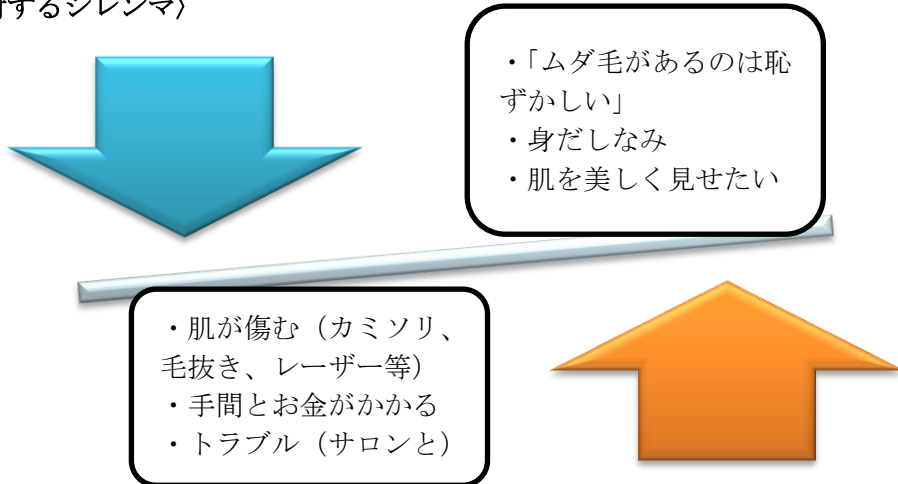 対するジレンマ〉
・「ムダ毛があるのは恥
ずかしい」
・身だしなみ
・肌を美しく見せたい
・肌が傷む（カミソリ、
毛抜き、レーザー等）
・手間とお金がかかる
・トラブル（サロンと）